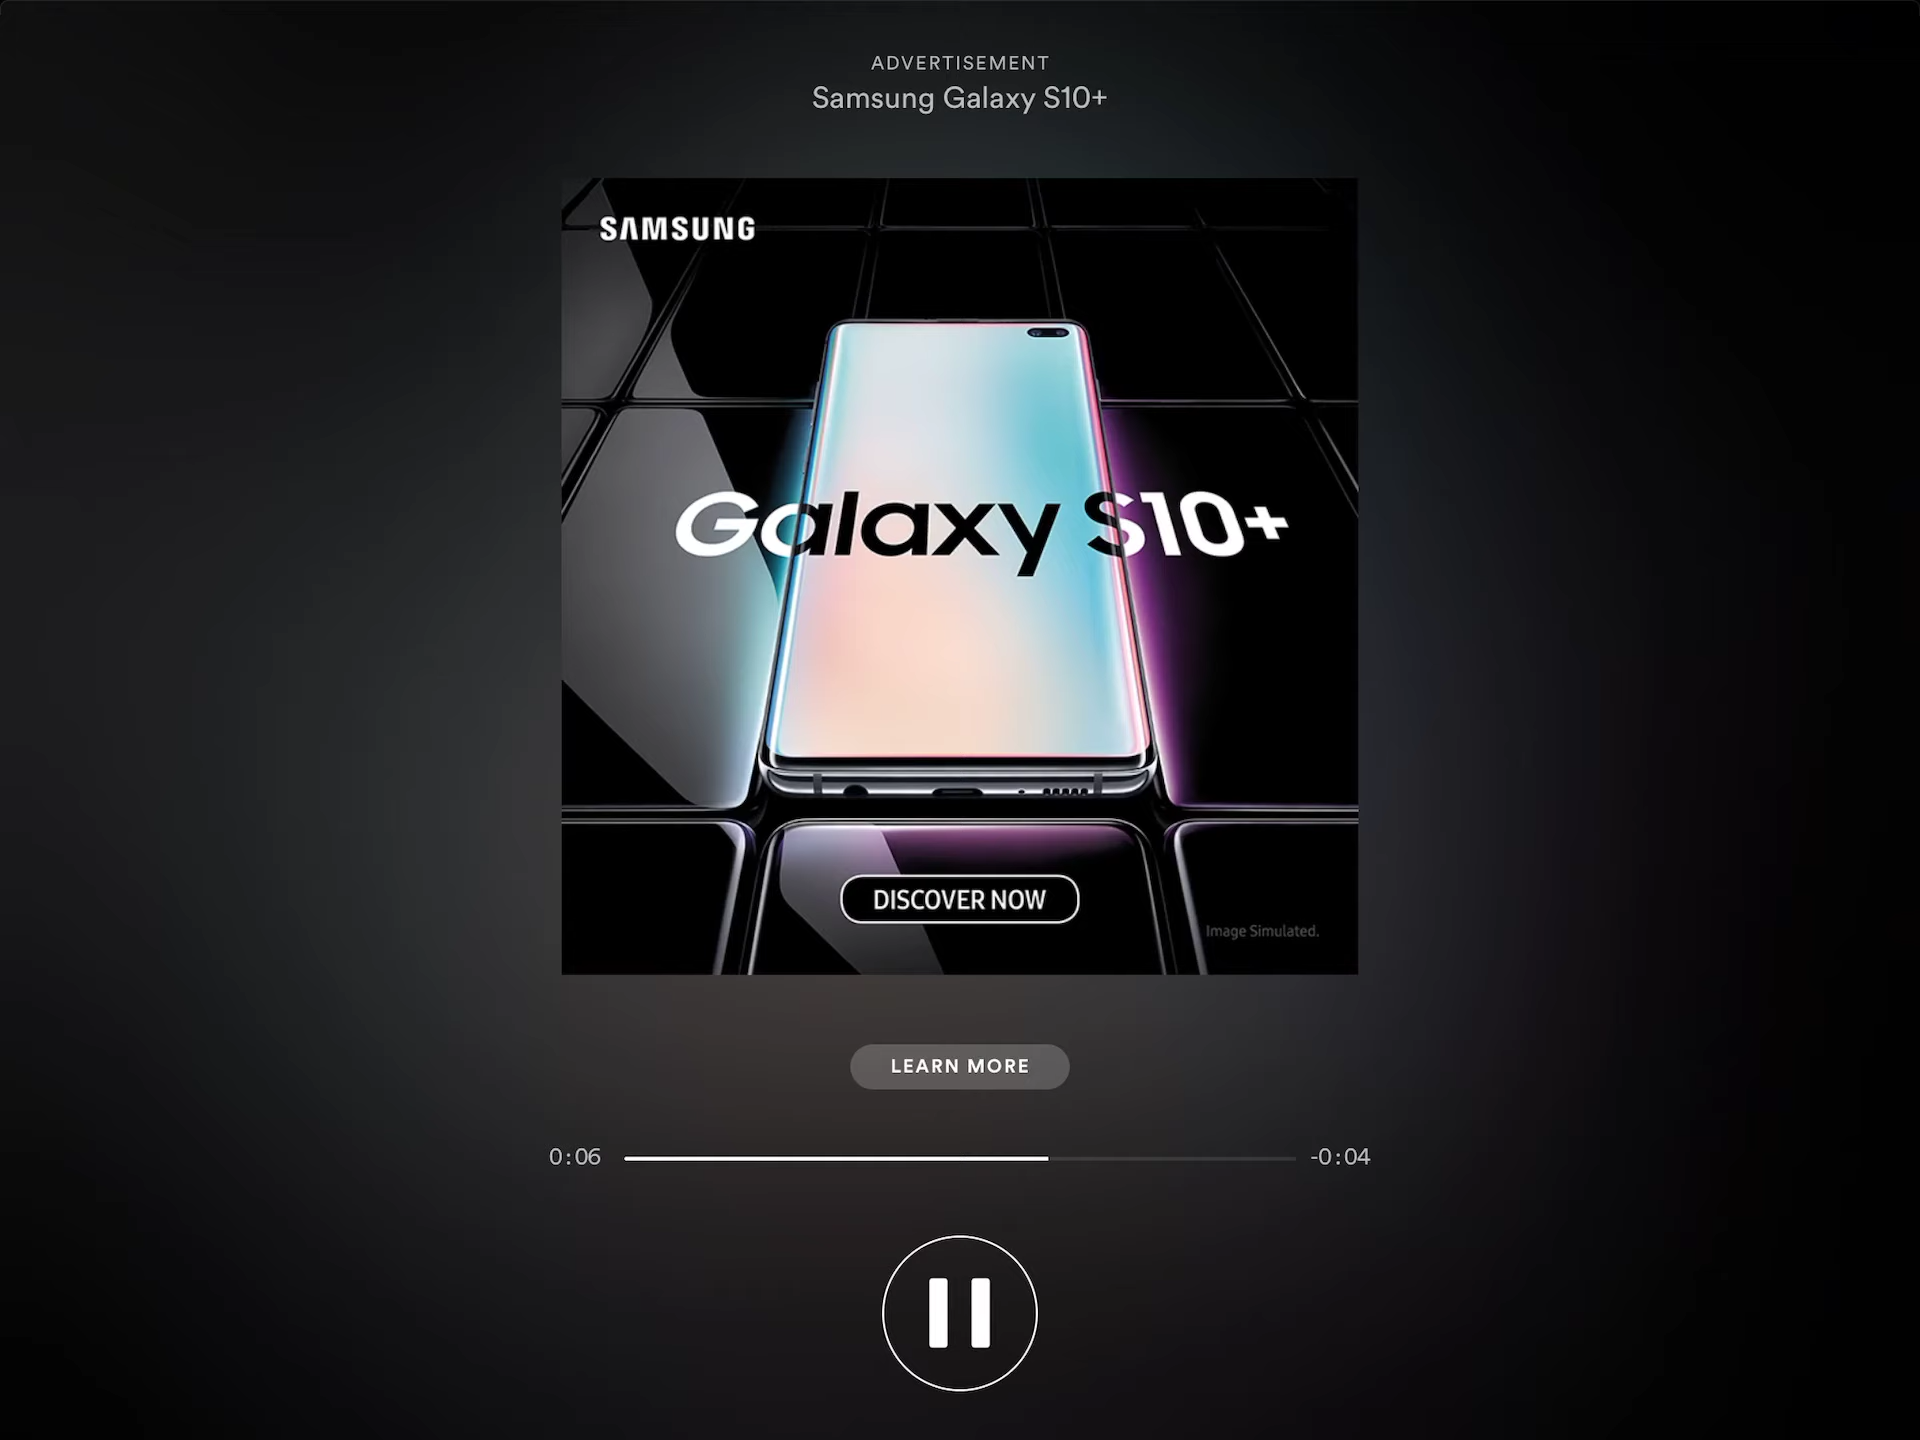 ADVERTISEMENT
Samsung Galaxy S10+
SAMSUNG
Galaxy S10+
DISCOVER NOW
Image Simulated.
LEARN MORE
0:06
-0:04